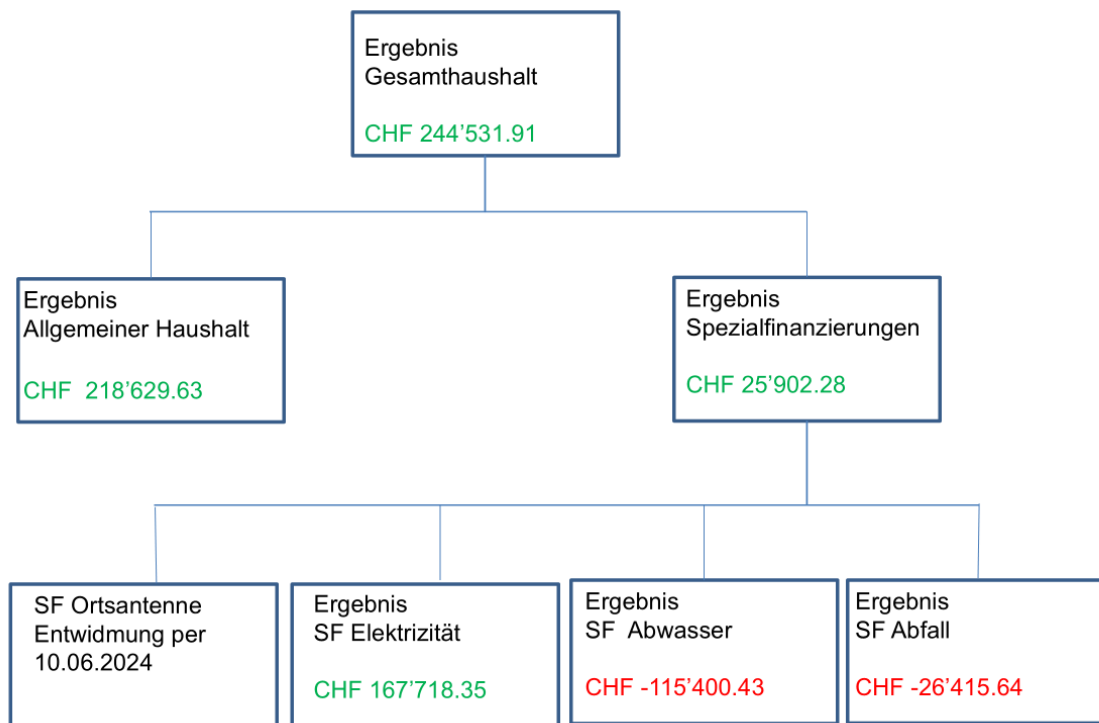 Ergebnis
Gesamthaushalt
CHF 244’531.91
Ergebnis
Allgemeiner Haushalt
CHF  218’629.63
Ergebnis
Spezialfinanzierungen
CHF 25’902.28
SF Ortsantenne
Entwidmung per
10.06.2024
Ergebnis
SF Elektrizität
CHF 167’718.35
Ergebnis
SF  Abwasser
CHF -115’400.43
Ergebnis
SF Abfall
CHF -26’415.64